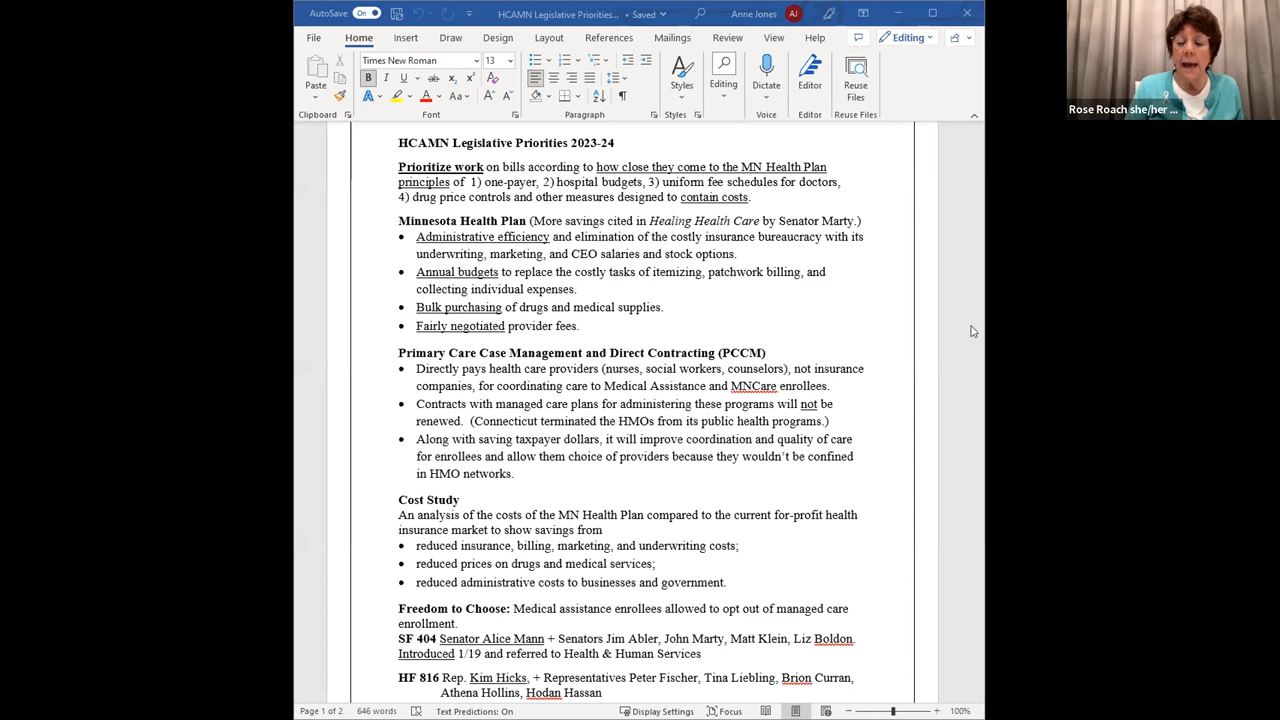 AutoSave On HCAMN Legislative Priorities... • Saved Anne Jones AJ
File Home Insert Draw Design Layout References Mailings Review View Help Editing
Times New Roman 13
Paste
B I U ab x₂ x²
A A Aa A A
Styles
Editing
Dictate
Editor
Reuse Files
Clipboard Font Paragraph Styles Voice Editor Reuse Files
Rose Roach she/her ...
HCAMN Legislative Priorities 2023-24
Prioritize work on bills according to how close they come to the MN Health Plan
principles of 1) one-payer, 2) hospital budgets, 3) uniform fee schedules for doctors,
4) drug price controls and other measures designed to contain costs.
Minnesota Health Plan (More savings cited in Healing Health Care by Senator Marty.)
• Administrative efficiency and elimination of the costly insurance bureaucracy with its
underwriting, marketing, and CEO salaries and stock options.
• Annual budgets to replace the costly tasks of itemizing, patchwork billing, and
collecting individual expenses.
• Bulk purchasing of drugs and medical supplies.
• Fairly negotiated provider fees.
Primary Care Case Management and Direct Contracting (PCCM)
• Directly pays health care providers (nurses, social workers, counselors), not insurance
companies, for coordinating care to Medical Assistance and MNCare enrollees.
• Contracts with managed care plans for administering these programs will not be
renewed. (Connecticut terminated the HMOs from its public health programs.)
• Along with saving taxpayer dollars, it will improve coordination and quality of care
for enrollees and allow them choice of providers because they wouldn't be confined
in HMO networks.
Cost Study
An analysis of the costs of the MN Health Plan compared to the current for-profit health
insurance market to show savings from
• reduced insurance, billing, marketing, and underwriting costs;
• reduced prices on drugs and medical services;
• reduced administrative costs to businesses and government.
Freedom to Choose: Medical assistance enrollees allowed to opt out of managed care
enrollment.
SF 404 Senator Alice Mann + Senators Jim Abler, John Marty, Matt Klein, Liz Boldon.
Introduced 1/19 and referred to Health & Human Services
HF 816 Rep. Kim Hicks, + Representatives Peter Fischer, Tina Liebling, Brion Curran,
Athena Hollins, Hodan Hassan
Page 1 of 2 646 words Text Predictions: On Display Settings Focus 100%